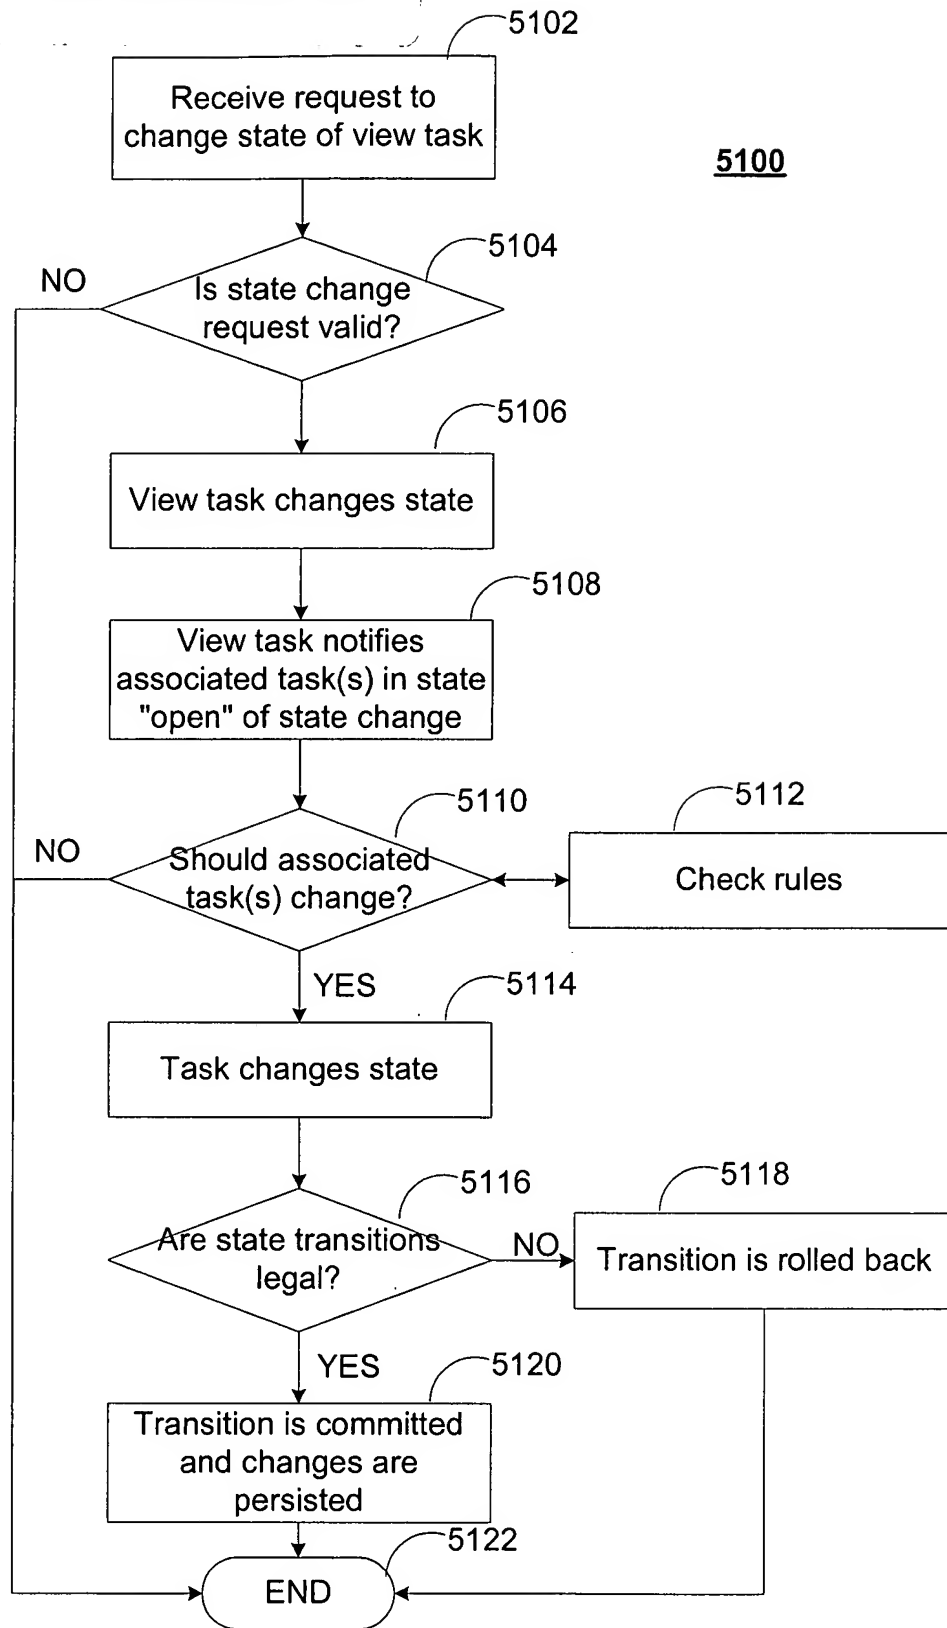 5102
Receive request to
change state of view task
5100
5104
NO
Is state change
request valid?
5106
View task changes state
5108
View task notifies
associated task(s) in state
"open" of state change
5110
5112
NO
Should associated
task(s) change?
Check rules
YES
5114
Task changes state
5116
5118
Are state transitions
legal?
NO
Transition is rolled back
YES
5120
Transition is committed
and changes are
persisted
5122
END